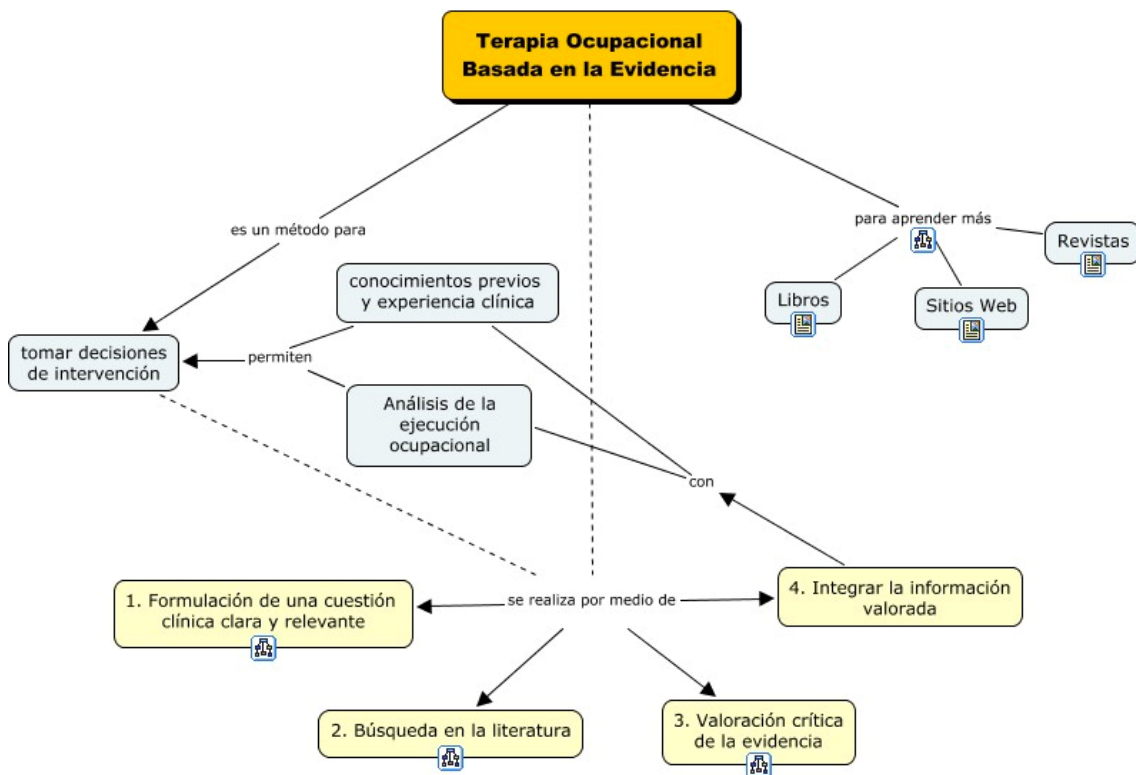 Terapia Ocupacional
Basada en la Evidencia
es un método para
para aprender más
Revistas
Libros
Sitios Web
conocimientos previos
y experiencia clínica
tomar decisiones
de intervención
permiten
Análisis de la
ejecución
ocupacional
con
se realiza por medio de
1. Formulación de una cuestión
clínica clara y relevante
4. Integrar la información
valorada
2. Búsqueda en la literatura
3. Valoración crítica
de la evidencia